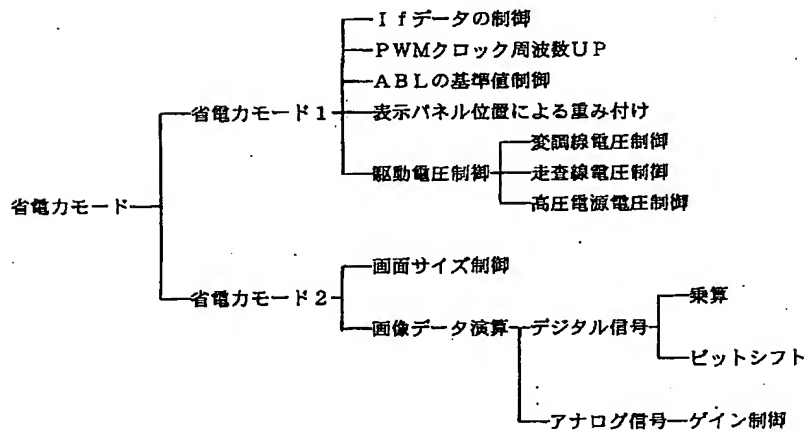 Ｉｆデータの制御
ＰＷＭクロック周波数ＵＰ
ＡＢＬの基準値制御
省電力モード１
表示パネル位置による重み付け
変調線電圧制御
駆動電圧制御
走査線電圧制御
高圧電源電圧制御
省電力モード
画面サイズ制御
省電力モード２
乗算
画像データ演算
デジタル信号
ビットシフト
アナログ信号
ゲイン制御